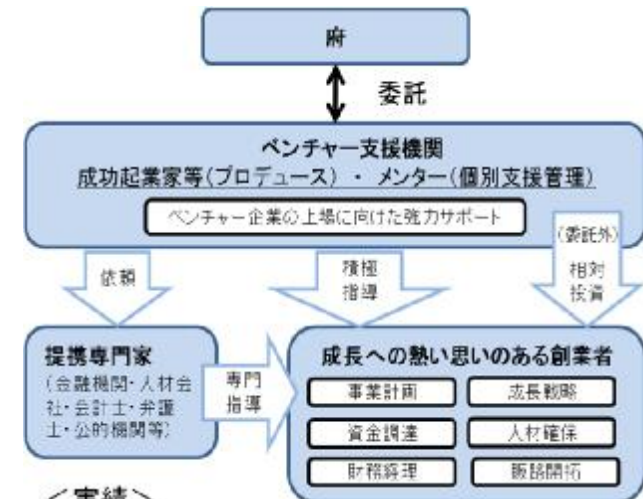 府
委託
ベンチャー支援機関
成功起業家等(プロデュース) ・ メンター(個別支援管理)
ベンチャー企業の上場に向けた強力サポート
依頼
積極
指導
(委託外)
相対
投資
提携専門家
(金融機関・人材会
社・会計士・弁護
士・公的機関等)
専門
指導
成長への熱い思いのある創業者
事業計画
成長戦略
資金調達
人材確保
財務経理
販路開拓
＜実績＞